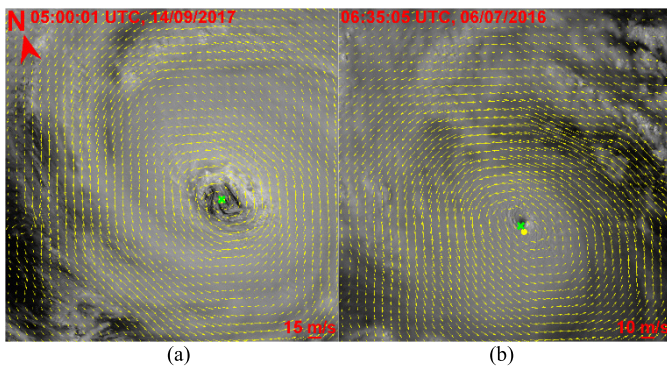 N 05:00:01 UTC, 14/09/2017
06:35:05 UTC, 06/07/2016
15 m/s
10 m/s
(a)
(b)